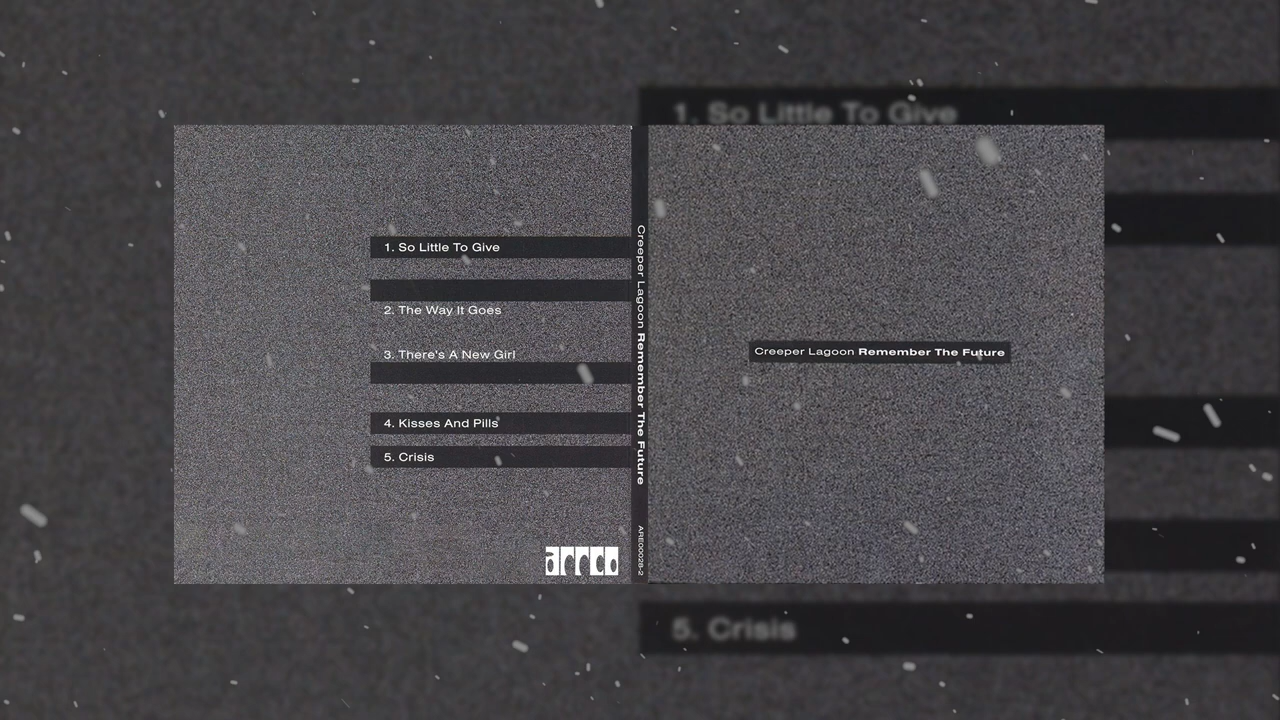 1. So Little To Give
1. So Little To Give
2. The Way It Goes
3. There's A New Girl
4. Kisses And Pills
5. Crisis
arrco
Creeper Lagoon Remember The Future
ARE00028-2
Creeper Lagoon Remember The Future
5. Crisis